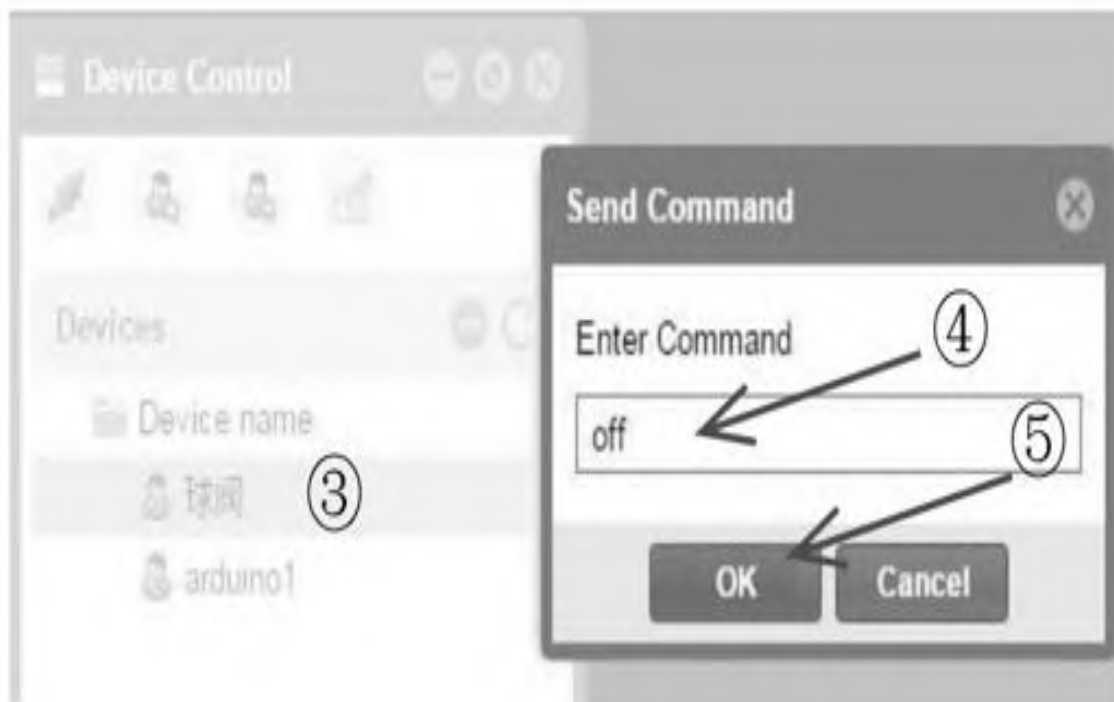 Device Control
Devices
Device name
球阀 ③
arduino1
Send Command
Enter Command
④
off
⑤
OK Cancel